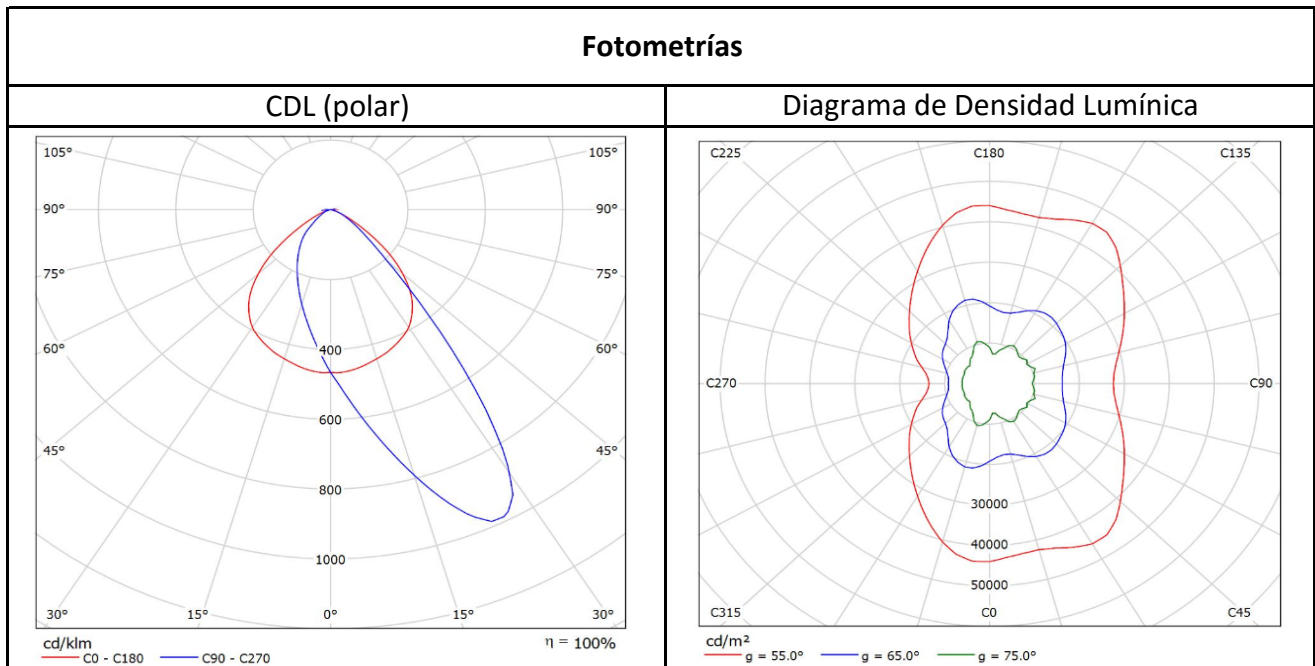 Fotometrías
CDL (polar)
Diagrama de Densidad Lumínica
105° 105°
90° 90°
75° 75°
60° 60°
45° 45°
400
600
800
1000
30° 15° 0° 15° 30°
cd/klm
η = 100%
C0 - C180 C90 - C270
C225 C180 C135
C270 C90
30000
40000
50000
C315 C0 C45
cd/m²
g = 55.0° g = 65.0° g = 75.0°